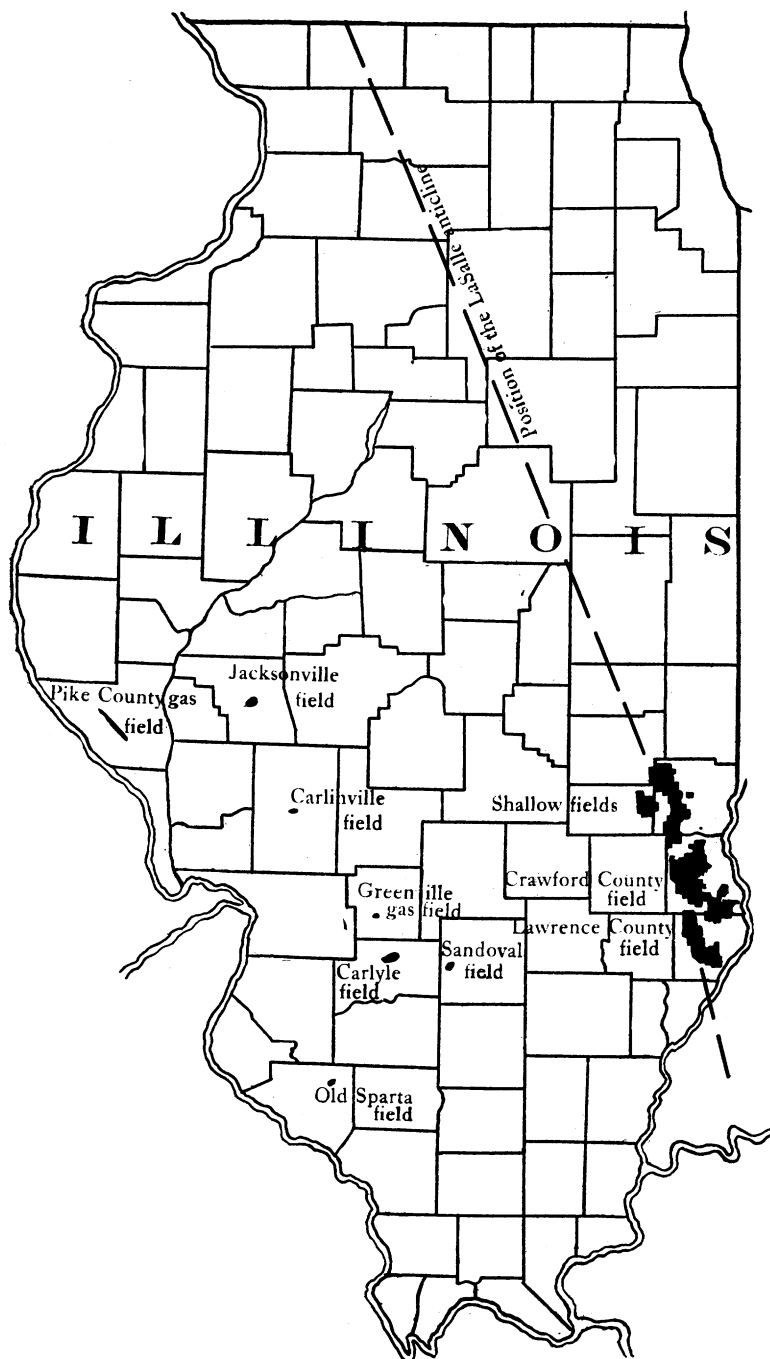 Position of the LaSalle anticline
ILLINOIS
Pike County gas
field
Jacksonville
field
Carlinville
field
Shallow fields
Greenville
gas field
Crawford County
field
Lawrence County
field
Carlyle
field
Sandoval
field
Old Sparta
field